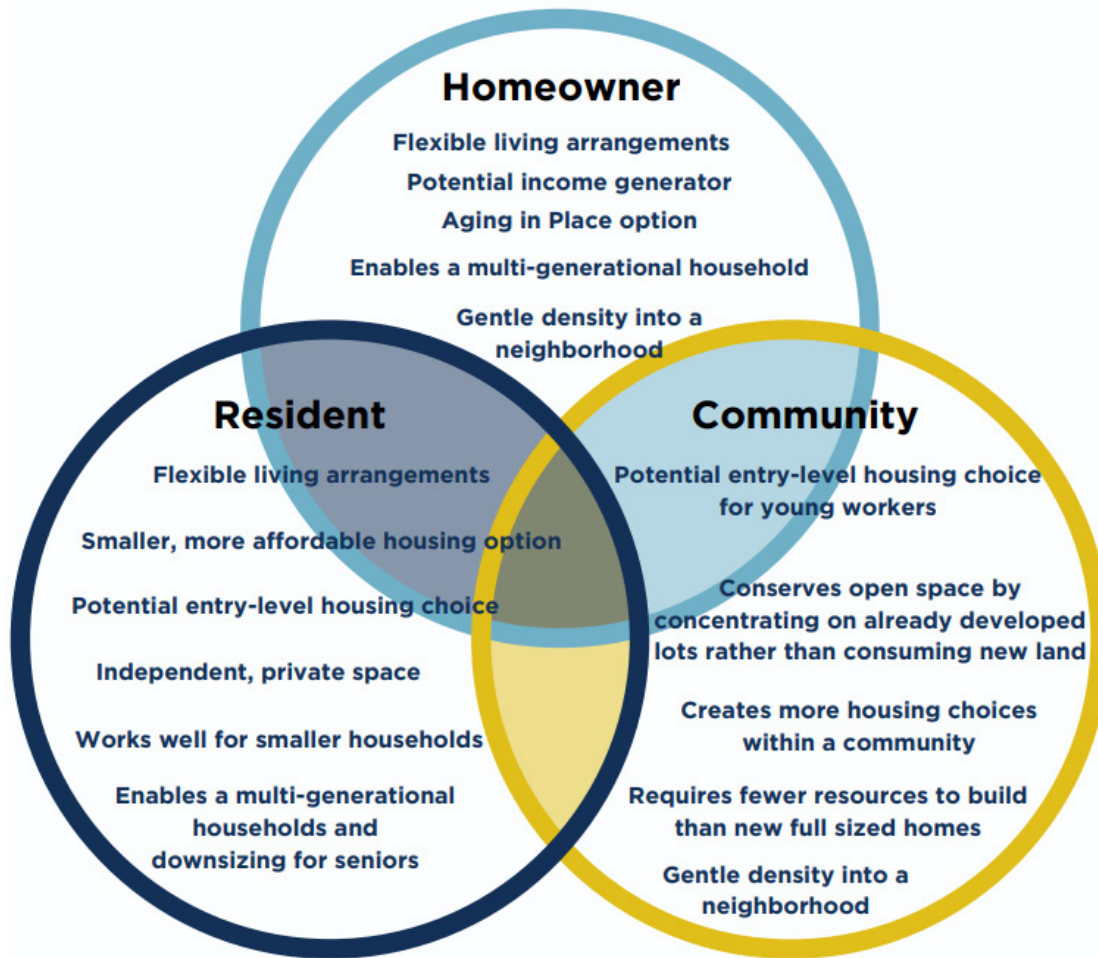 Homeowner
Flexible living arrangements
Potential income generator
Aging in Place option
Enables a multi-generational household
Gentle density into a
neighborhood
Resident
Flexible living arrangements
Smaller, more affordable housing option
Potential entry-level housing choice
Independent, private space
Works well for smaller households
Enables a multi-generational
households and
downsizing for seniors
Community
Potential entry-level housing choice
for young workers
Conserves open space by
concentrating on already developed
lots rather than consuming new land
Creates more housing choices
within a community
Requires fewer resources to build
than new full sized homes
Gentle density into a
neighborhood